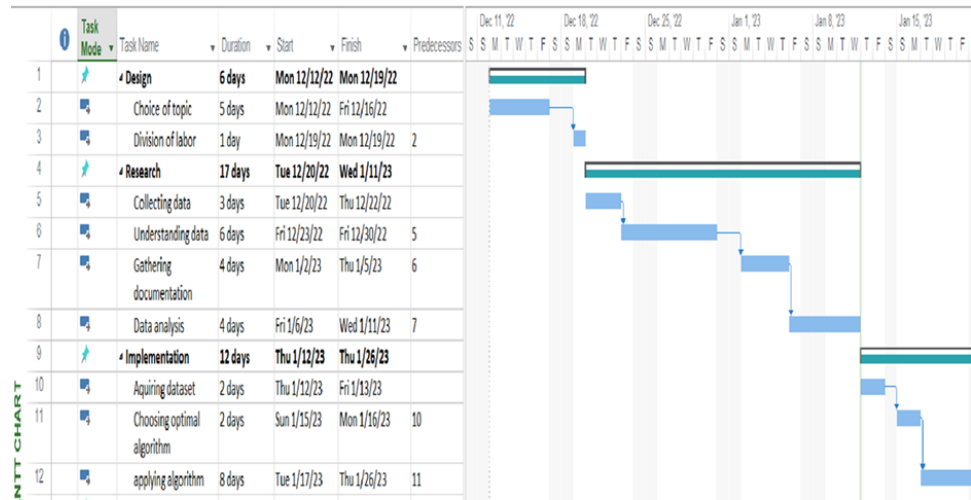 Dec 11, '22 Dec 18, '22 Dec 25, '22 Jan 1, '23 Jan 8, '23 Jan 15, '23
Task Mode Task Name Duration Start Finish Predecessors S S M T W T F S S M T W T F S S M T W T F S S M T W T F S S M T W T F S S M T W T F
1 Design 6 days Mon 12/12/22 Mon 12/19/22
2 Choice of topic 5 days Mon 12/12/22 Fri 12/16/22
3 Division of labor 1 day Mon 12/19/22 Mon 12/19/22 2
4 Research 17 days Tue 12/20/22 Wed 1/11/23
5 Collecting data 3 days Tue 12/20/22 Thu 12/22/22
6 Understanding data 6 days Fri 12/23/22 Fri 12/30/22 5
7 Gathering documentation 4 days Mon 1/2/23 Thu 1/5/23 6
8 Data analysis 4 days Fri 1/6/23 Wed 1/11/23 7
9 Implementation 12 days Thu 1/12/23 Thu 1/26/23
10 Aquiring dataset 2 days Thu 1/12/23 Fri 1/13/23
11 Choosing optimal algorithm 2 days Sun 1/15/23 Mon 1/16/23 10
12 applying algorithm 8 days Tue 1/17/23 Thu 1/26/23 11
ANTT CHART